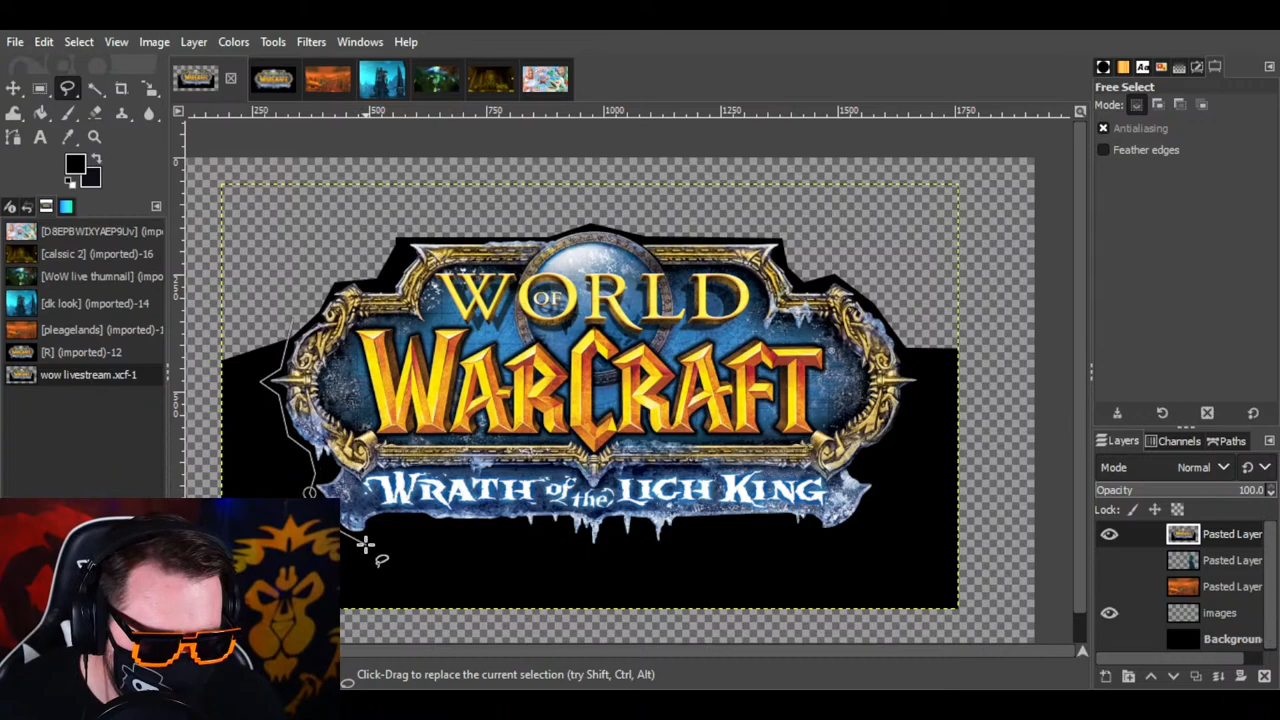 File Edit Select View Image Layer Colors Tools Filters Windows Help
250 500 750 1000 1250 1500 1750
Free Select
Mode:
Antialiasing
Feather edges
[D8EPBWIXYAEP9Uv] (imp
[calssic 2] (imported)-16
[WoW live thumnail] (impo
[dk look] (imported)-14
[pleagelands] (imported)-1
[R] (imported)-12
wow livestream.xcf-1
WORLD
OF
WARCRAFT
WRATH of the LICH KING
Layers Channels Paths
Mode Normal
Opacity 100.0
Lock:
Pasted Layer
Pasted Layer
Pasted Layer
images
Backgroun
Click-Drag to replace the current selection (try Shift, Ctrl, Alt)